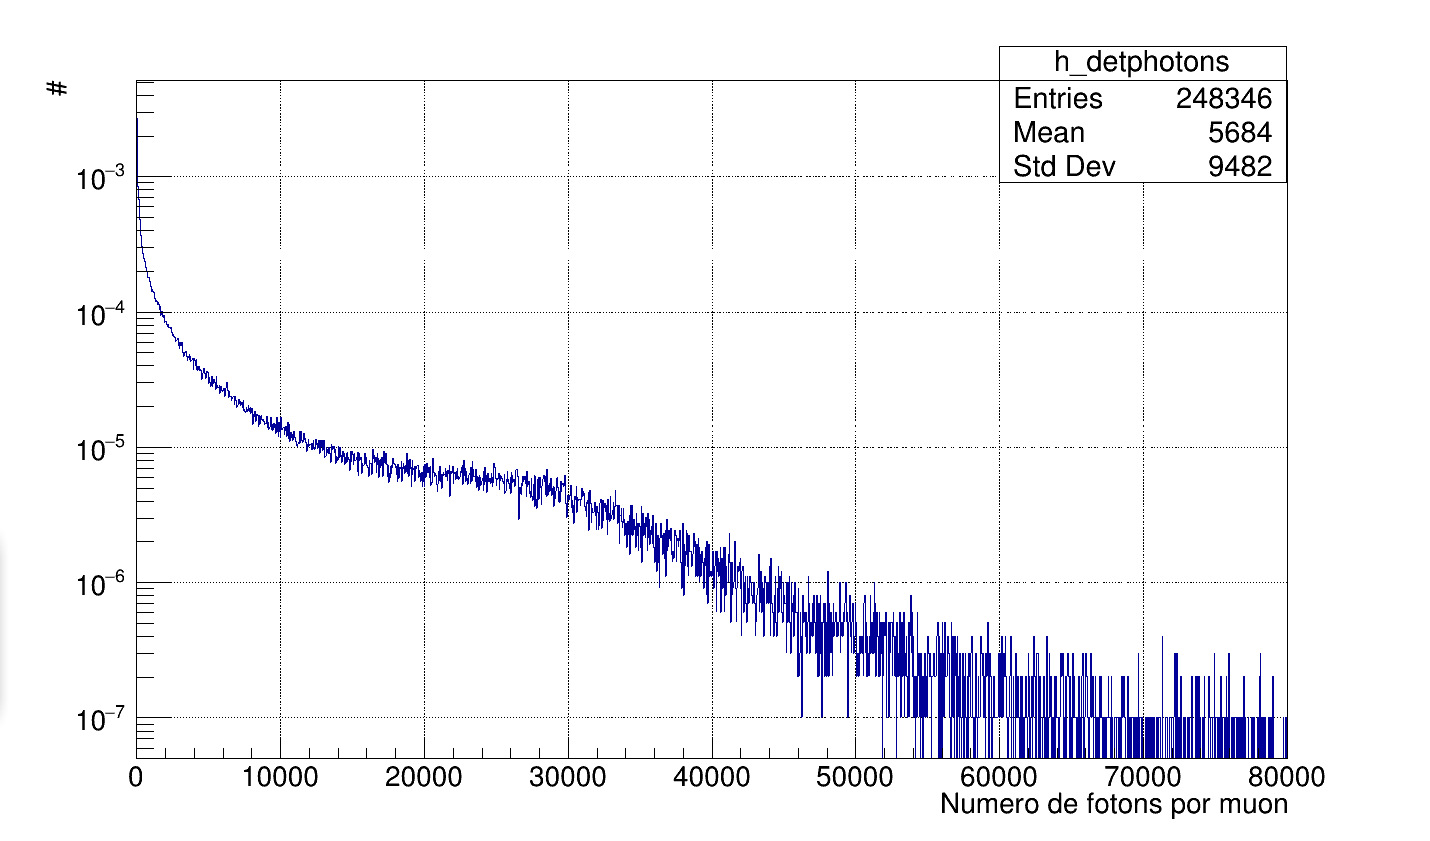 h_detphotons
Entries 248346
Mean 5684
Std Dev 9482
#
10⁻³
10⁻⁴
10⁻⁵
10⁻⁶
10⁻⁷
0 10000 20000 30000 40000 50000 60000 70000 80000
Numero de fotons por muon